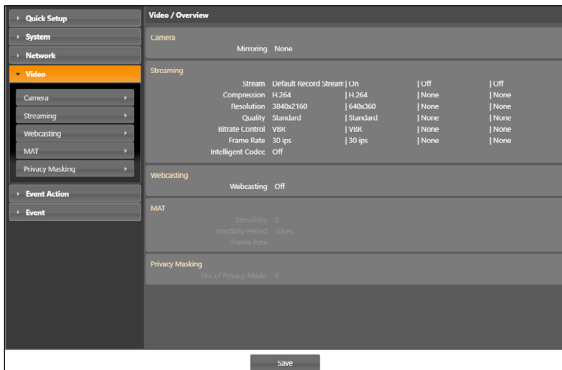 Quick Setup
System
Network
Video
Camera
Streaming
Webcasting
MAT
Privacy Masking
Event Action
Event
Video / Overview
Camera
Mirroring None
Streaming
Stream Default Record Stream | On | Off | Off
Compression H.264 | H.264 | None | None
Resolution 3840x2160 | 640x360 | None | None
Quality Standard | Standard | None | None
Bitrate Control VBR | VBR | None | None
Frame Rate 30 ips | 30 ips | None | None
Intelligent Codec Off
Webcasting
Webcasting Off
MAT
Sensitivity 3
Inactivity Period 10sec.
Frame Rate
Privacy Masking
No. of Privacy Masks 0
Save